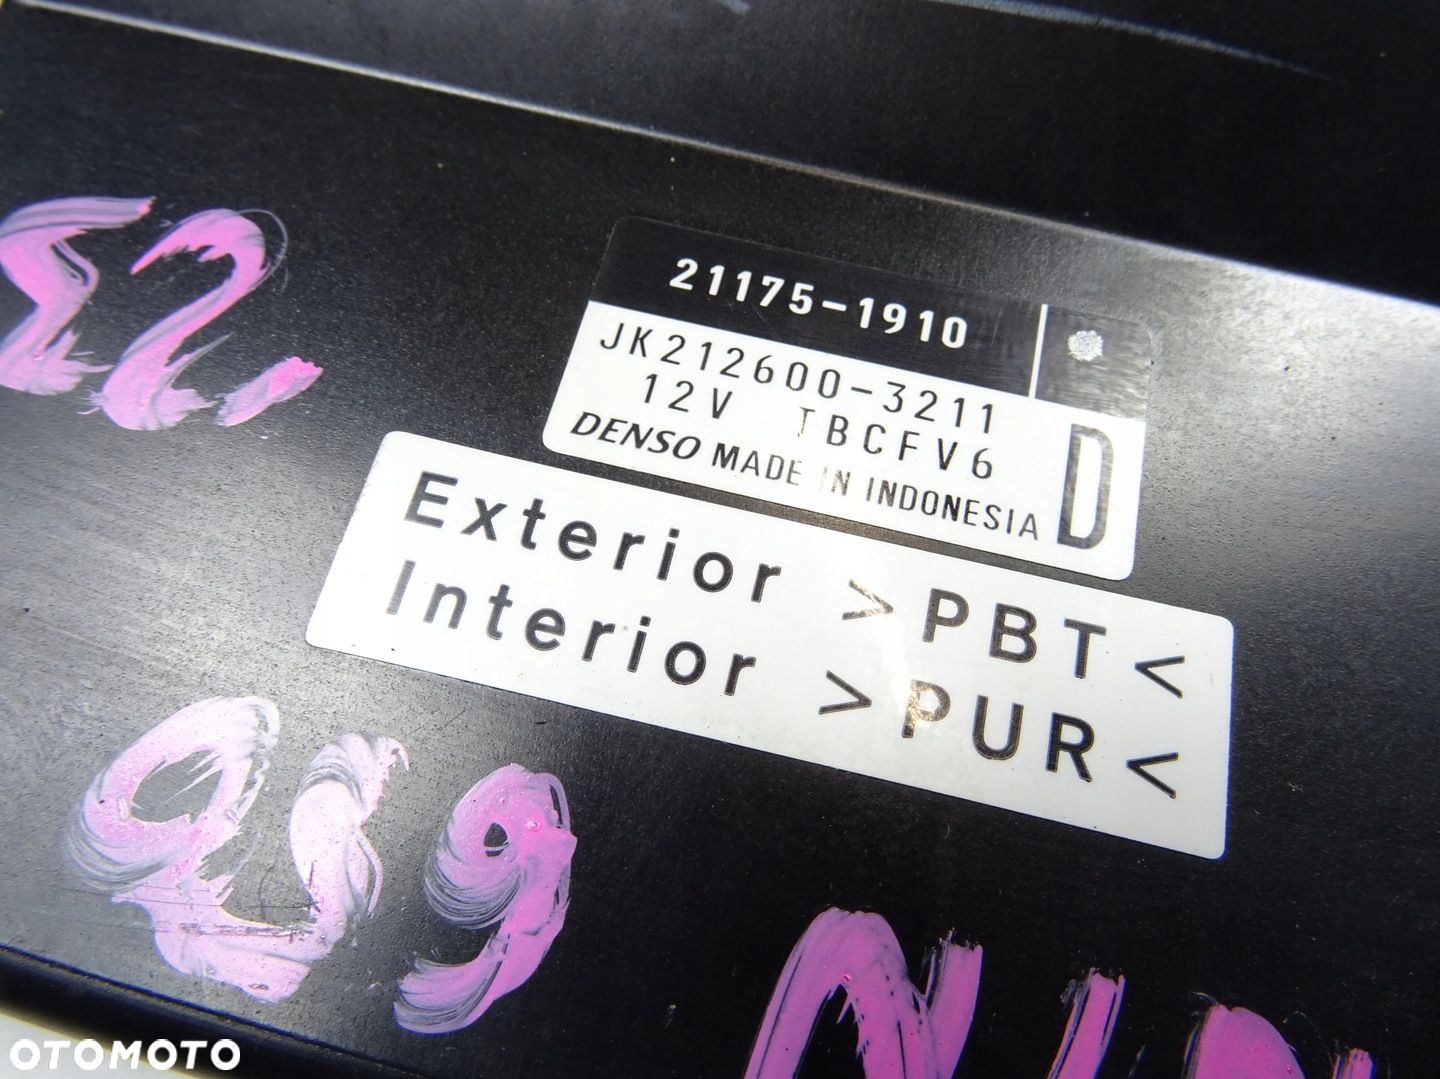 21175-1910
JK212600-3211
12V TBCFV6
D
DENSO MADE IN INDONESIA
Exterior >PBT<
Interior >PUR<
OTOMOTO